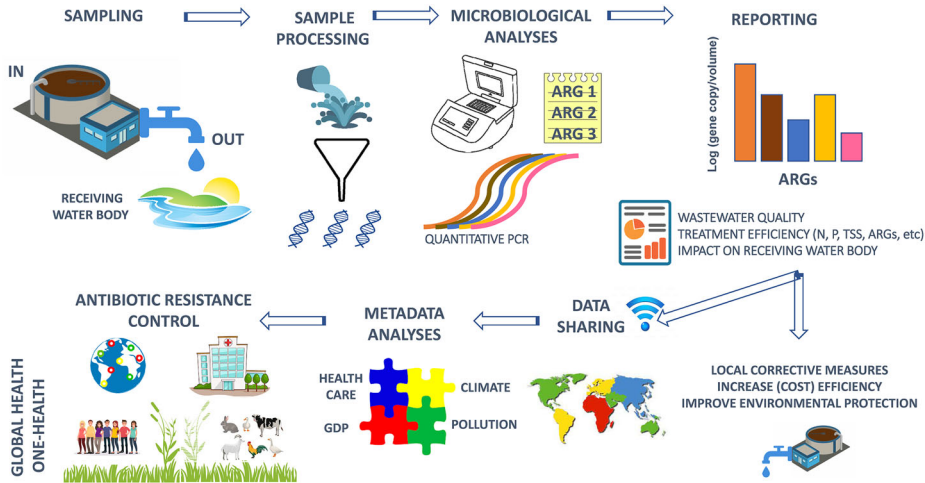 SAMPLING
SAMPLE
PROCESSING
MICROBIOLOGICAL
ANALYSES
REPORTING
IN
OUT
RECEIVING
WATER BODY
ARG 1
ARG 2
ARG 3
QUANTITATIVE PCR
Log (gene copy/volume)
ARGs
WASTEWATER QUALITY
TREATMENT EFFICIENCY (N, P, TSS, ARGs, etc)
IMPACT ON RECEIVING WATER BODY
ANTIBIOTIC RESISTANCE
CONTROL
METADATA
ANALYSES
DATA
SHARING
HEALTH
CARE
CLIMATE
GDP
POLLUTION
LOCAL CORRECTIVE MEASURES
INCREASE (COST) EFFICIENCY
IMPROVE ENVIRONMENTAL PROTECTION
GLOBAL HEALTH
ONE-HEALTH